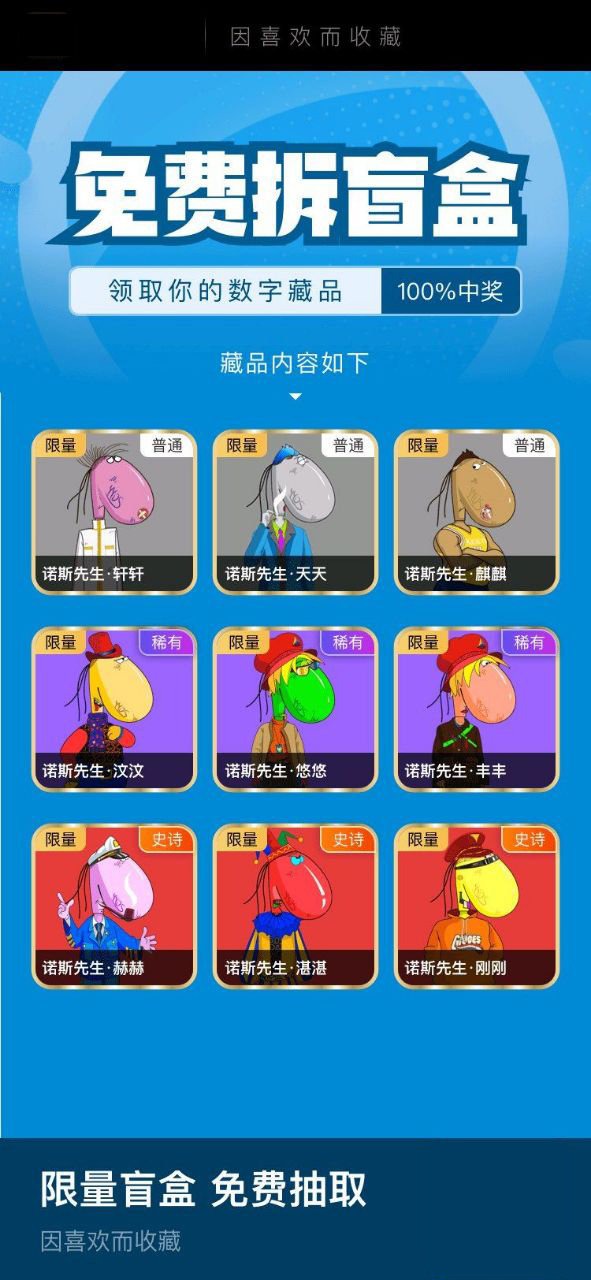 因喜欢而收藏
免费拆盲盒
领取你的数字藏品 100%中奖
藏品内容如下
限量 普通 限量 普通 限量 普通
诺斯先生·轩轩 诺斯先生·天天 诺斯先生·麒麒
限量 稀有 限量 稀有 限量 稀有
诺斯先生·汶汶 诺斯先生·悠悠 诺斯先生·丰丰
限量 史诗 限量 史诗 限量 史诗
诺斯先生·赫赫 诺斯先生·湛湛 诺斯先生·刚刚
限量盲盒 免费抽取
因喜欢而收藏